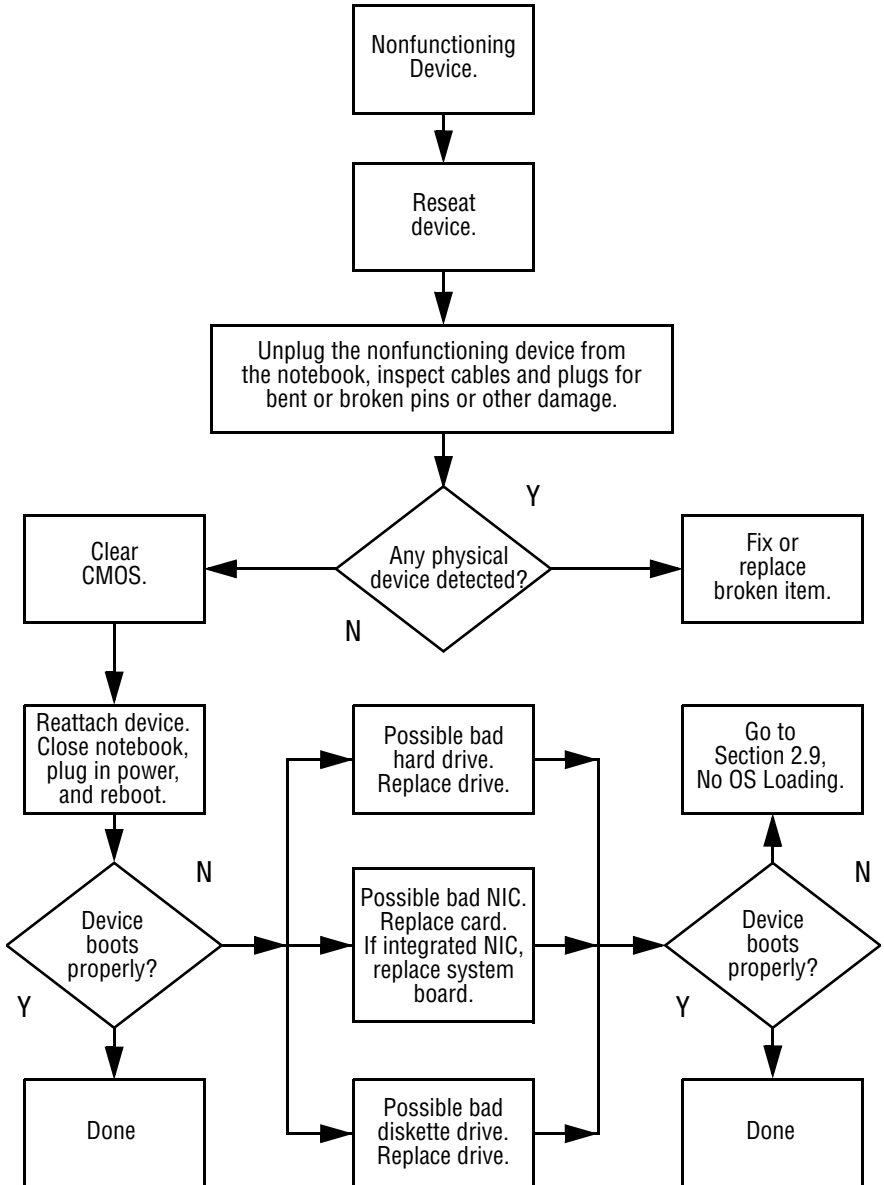 Nonfunctioning
Device.
Reseat
device.
Unplug the nonfunctioning device from
the notebook, inspect cables and plugs for
bent or broken pins or other damage.
Y
Clear
CMOS.
Any physical
device detected?
Fix or
replace
broken item.
N
Reattach device.
Close notebook,
plug in power,
and reboot.
Possible bad
hard drive.
Replace drive.
Go to
Section 2.9,
No OS Loading.
N
N
Device
boots
properly?
Possible bad NIC.
Replace card.
If integrated NIC,
replace system
board.
Device
boots
properly?
Y
Y
Done
Possible bad
diskette drive.
Replace drive.
Done